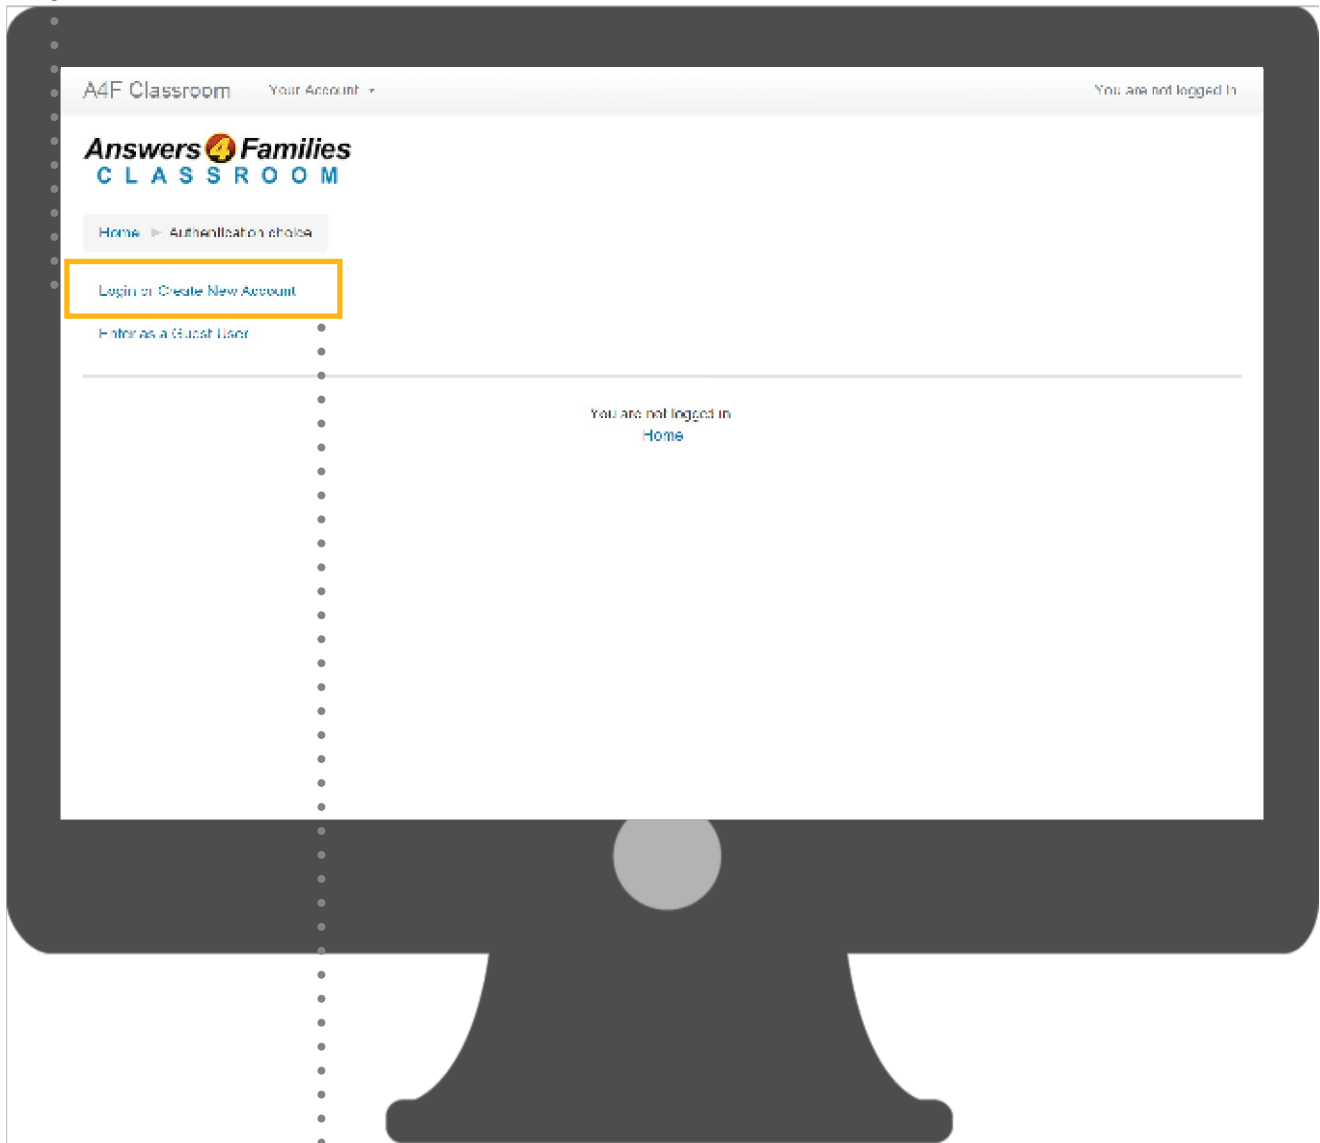 A4F Classroom Your Account You are not logged in
Answers 4 Families
CLASSROOM
Home Authentication choice
Login or Create New Account
Enter as a Guest User
You are not logged in
Home